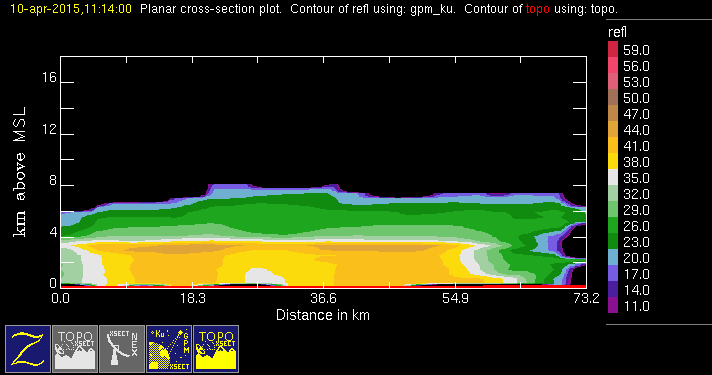 10-apr-2015,11:14:00 Planar cross-section plot. Contour of refl using: gpm_ku. Contour of topo using: topo.
refl
59.0
56.0
53.0
50.0
47.0
44.0
41.0
38.0
35.0
32.0
29.0
26.0
23.0
20.0
17.0
14.0
11.0
km above MSL
16
12
8
4
0
0.0 18.3 36.6 54.9 73.2
Distance in km
Z
TOPO
XSECT
XSECT
XSECT
Ku
GPM
XSECT
TOPO
XSECT